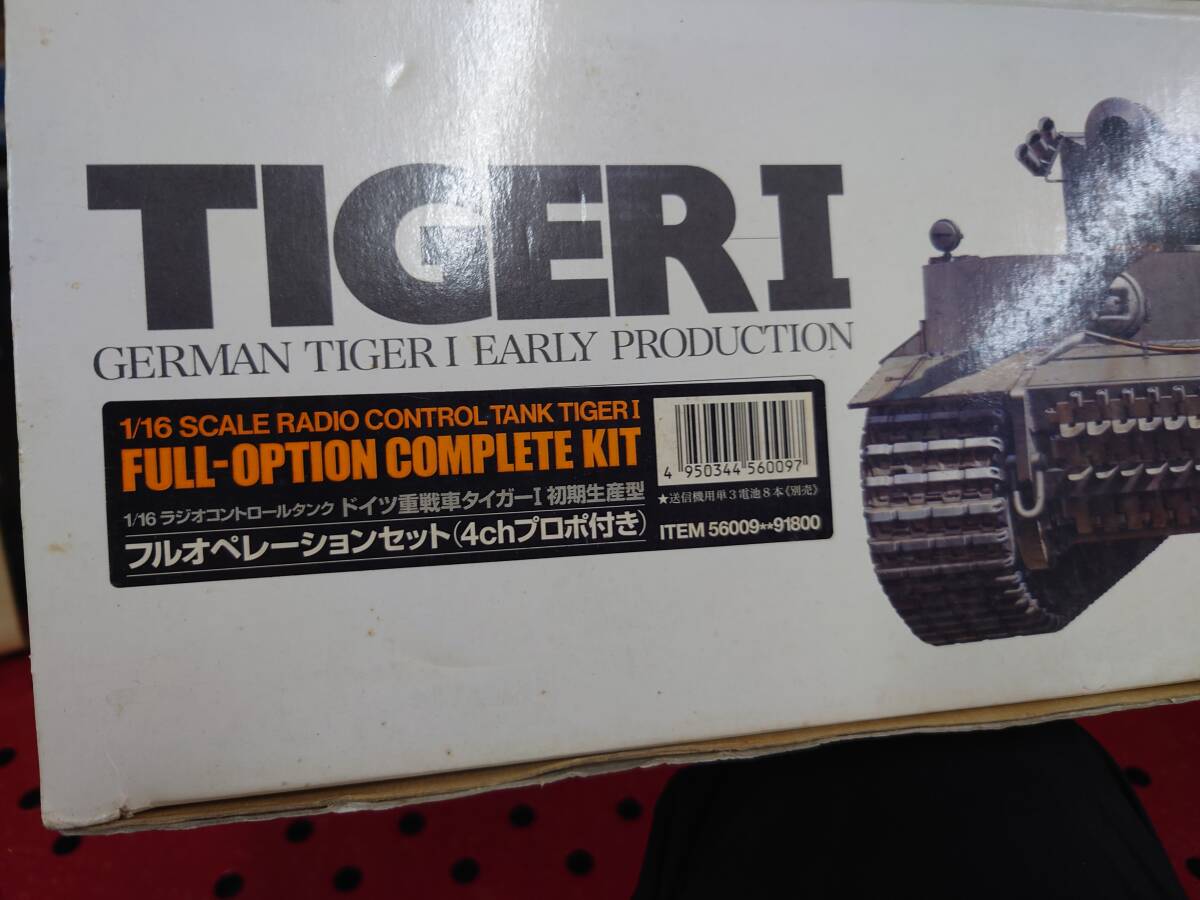 TIGER I
GERMAN TIGER I EARLY PRODUCTION
1/16 SCALE RADIO CONTROL TANK TIGER I
FULL-OPTION COMPLETE KIT
1/16 ラジオコントロールタンク ドイツ重戦車タイガーI 初期生産型
フルオペレーションセット(4chプロポ付き)
4 950344 560097
★送信機用単3電池8本《別売》
ITEM 56009**91800